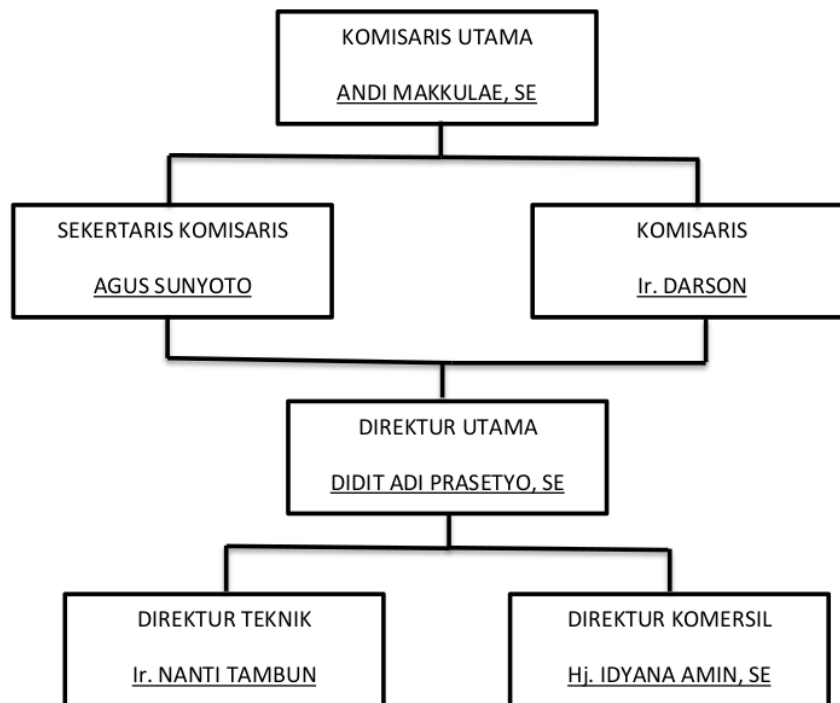 KOMISARIS UTAMA
ANDI MAKKULAE, SE
SEKERTARIS KOMISARIS
AGUS SUNYOTO
KOMISARIS
Ir. DARSON
DIREKTUR UTAMA
DIDIT ADI PRASETYO, SE
DIREKTUR TEKNIK
Ir. NANTI TAMBUN
DIREKTUR KOMERSIL
Hj. IDYANA AMIN, SE